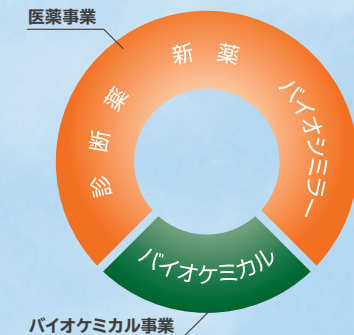 医薬事業
診断薬
新薬
バイオシミラー
バイオケミカル
バイオケミカル事業